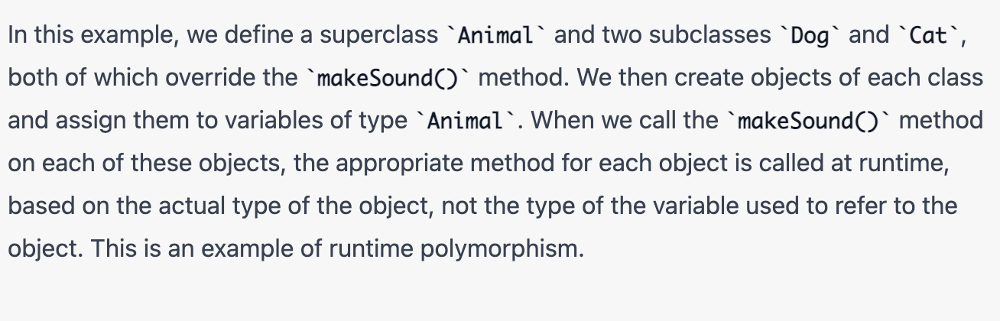 In this example, we define a superclass `Animal` and two subclasses `Dog` and `Cat`,
both of which override the `makeSound()` method. We then create objects of each class
and assign them to variables of type `Animal`. When we call the `makeSound()` method
on each of these objects, the appropriate method for each object is called at runtime,
based on the actual type of the object, not the type of the variable used to refer to the
object. This is an example of runtime polymorphism.